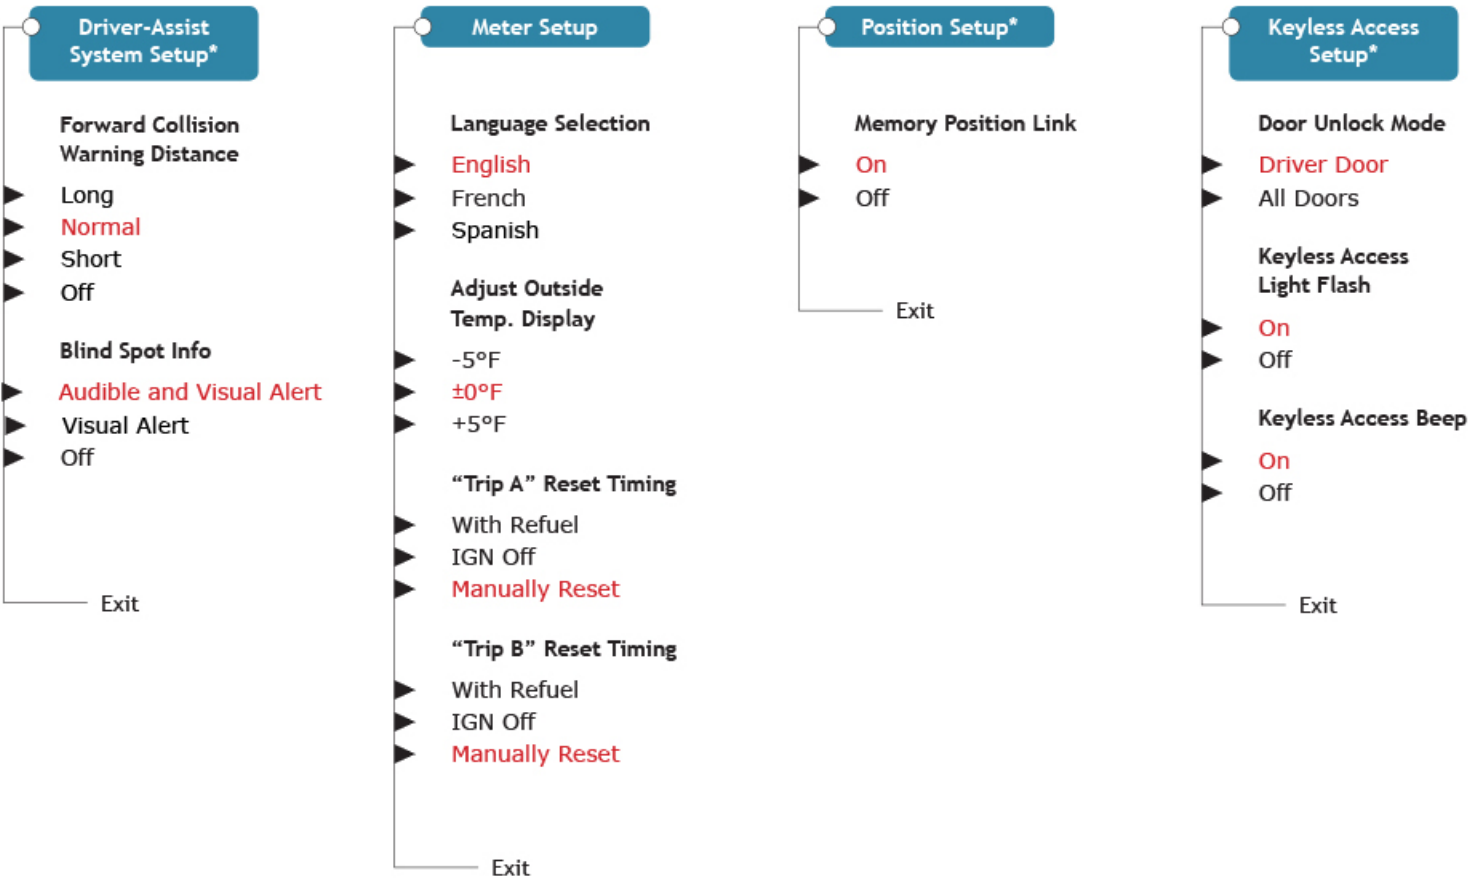 Driver-Assist
System Setup*
Forward Collision
Warning Distance
Long
Normal
Short
Off
Blind Spot Info
Audible and Visual Alert
Visual Alert
Off
Exit
Meter Setup
Language Selection
English
French
Spanish
Adjust Outside
Temp. Display
-5°F
±0°F
+5°F
“Trip A” Reset Timing
With Refuel
IGN Off
Manually Reset
“Trip B” Reset Timing
With Refuel
IGN Off
Manually Reset
Exit
Position Setup*
Memory Position Link
On
Off
Exit
Keyless Access
Setup*
Door Unlock Mode
Driver Door
All Doors
Keyless Access
Light Flash
On
Off
Keyless Access Beep
On
Off
Exit